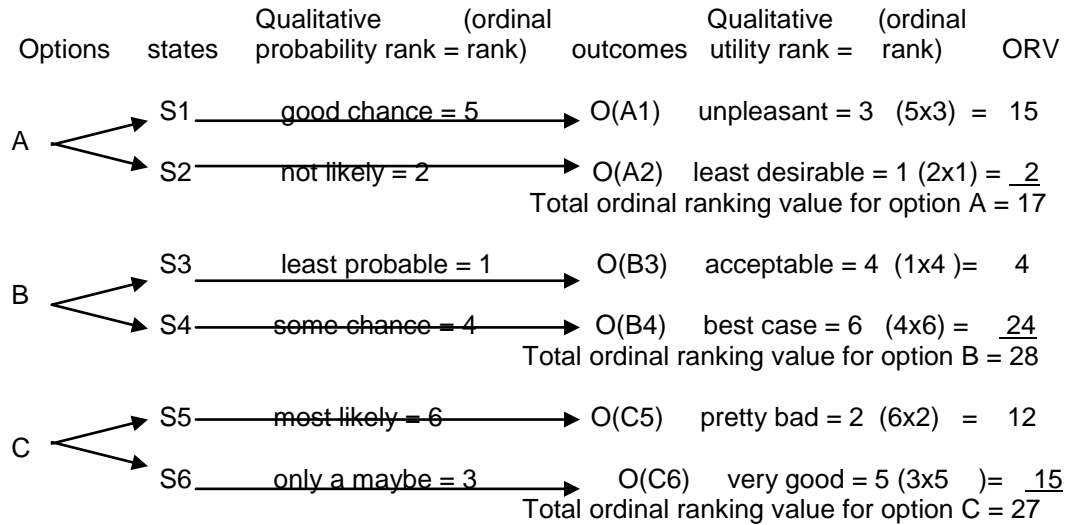 Qualitative (ordinal Qualitative (ordinal
Options states probability rank = rank) outcomes utility rank = rank) ORV
S1 good chance = 5 O(A1) unpleasant = 3 (5x3) = 15
A
S2 not likely = 2 O(A2) least desirable = 1 (2x1) = 2
Total ordinal ranking value for option A = 17
S3 least probable = 1 O(B3) acceptable = 4 (1x4 )= 4
B
S4 some chance = 4 O(B4) best case = 6 (4x6) = 24
Total ordinal ranking value for option B = 28
S5 most likely = 6 O(C5) pretty bad = 2 (6x2) = 12
C
S6 only a maybe = 3 O(C6) very good = 5 (3x5 )= 15
Total ordinal ranking value for option C = 27